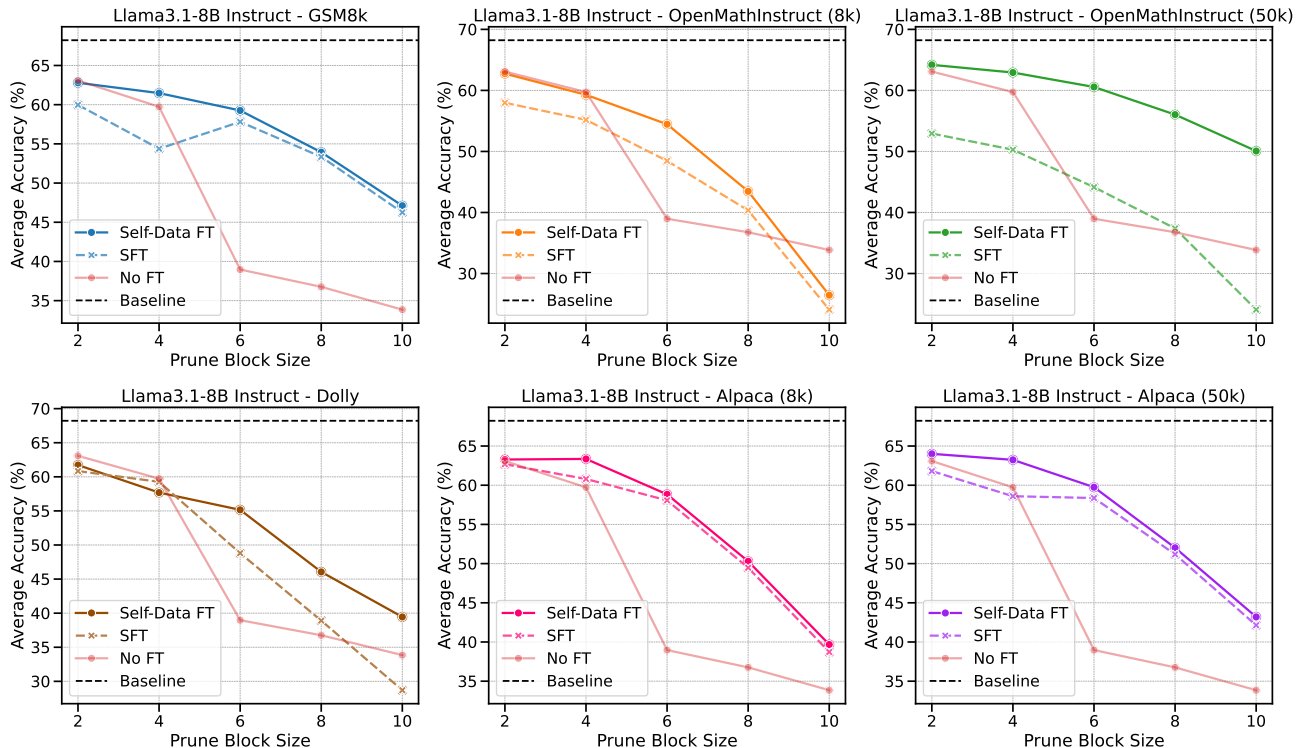 Llama3.1-8B Instruct - GSM8k
Average Accuracy (%)
65
60
55
50
45
40
35
Self-Data FT
SFT
No FT
Baseline
2 4 6 8 10
Prune Block Size
Llama3.1-8B Instruct - OpenMathInstruct (8k)
Average Accuracy (%)
70
60
50
40
30
Self-Data FT
SFT
No FT
Baseline
2 4 6 8 10
Prune Block Size
Llama3.1-8B Instruct - OpenMathInstruct (50k)
Average Accuracy (%)
70
60
50
40
30
Self-Data FT
SFT
No FT
Baseline
2 4 6 8 10
Prune Block Size
Llama3.1-8B Instruct - Dolly
Average Accuracy (%)
70
65
60
55
50
45
40
35
30
Self-Data FT
SFT
No FT
Baseline
2 4 6 8 10
Prune Block Size
Llama3.1-8B Instruct - Alpaca (8k)
Average Accuracy (%)
65
60
55
50
45
40
35
Self-Data FT
SFT
No FT
Baseline
2 4 6 8 10
Prune Block Size
Llama3.1-8B Instruct - Alpaca (50k)
Average Accuracy (%)
65
60
55
50
45
40
35
Self-Data FT
SFT
No FT
Baseline
2 4 6 8 10
Prune Block Size